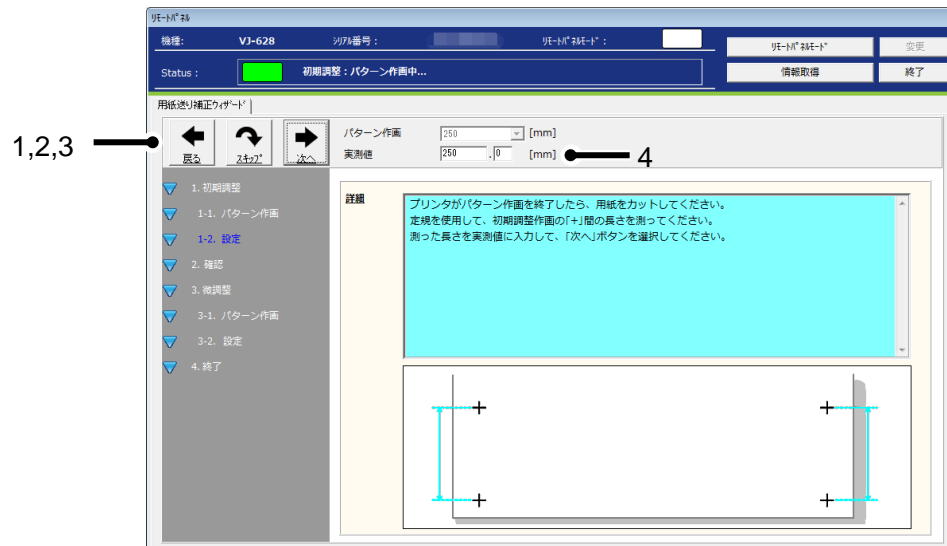 ﾘﾓｰﾄﾊﾟﾈﾙ
機種： VJ-628 ｼﾘｱﾙ番号： ﾘﾓｰﾄﾊﾟﾈﾙﾓｰﾄﾞ： ﾘﾓｰﾄﾊﾟﾈﾙﾓｰﾄﾞ 変更
Status： 初期調整：パターン作画中... 情報取得 終了
用紙送り補正ｳｨｻﾞｰﾄﾞ
1,2,3
戻る ｽｷｯﾌﾟ 次へ
パターン作画 250 [mm]
実測値 250 .0 [mm] 4
1. 初期調整
1-1. パターン作画
1-2. 設定
2. 確認
3. 微調整
3-1. パターン作画
3-2. 設定
4. 終了
詳細
プリンタがパターン作画を終了したら、用紙をカットしてください。
定規を使用して、初期調整作画の「+」間の長さを測ってください。
測った長さを実測値に入力して、「次へ」ボタンを選択してください。